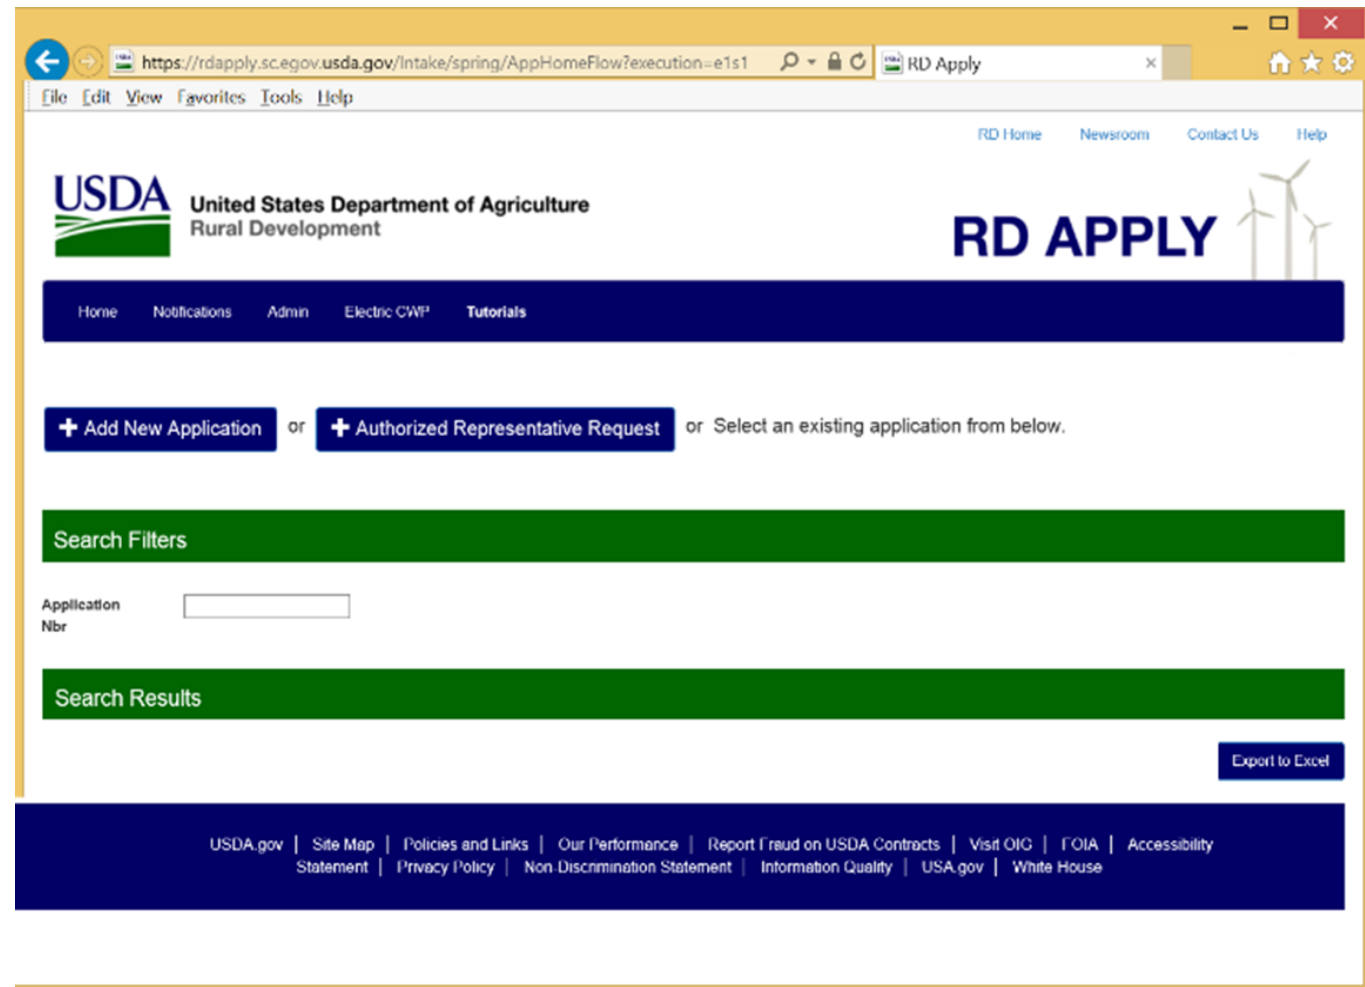 https://rdapply.sc.egov.usda.gov/Intake/spring/AppHomeFlow?execution=e1s1
RD Apply
File Edit View Favorites Tools Help
RD Home Newsroom Contact Us Help
USDA
United States Department of Agriculture
Rural Development
RD APPLY
Home Notifications Admin Electric CWP Tutorials
+ Add New Application or + Authorized Representative Request or Select an existing application from below.
Search Filters
Application
Nbr
Search Results
Export to Excel
USDA.gov | Site Map | Policies and Links | Our Performance | Report Fraud on USDA Contracts | Visit OIG | FOIA | Accessibility
Statement | Privacy Policy | Non-Discrimination Statement | Information Quality | USA.gov | White House